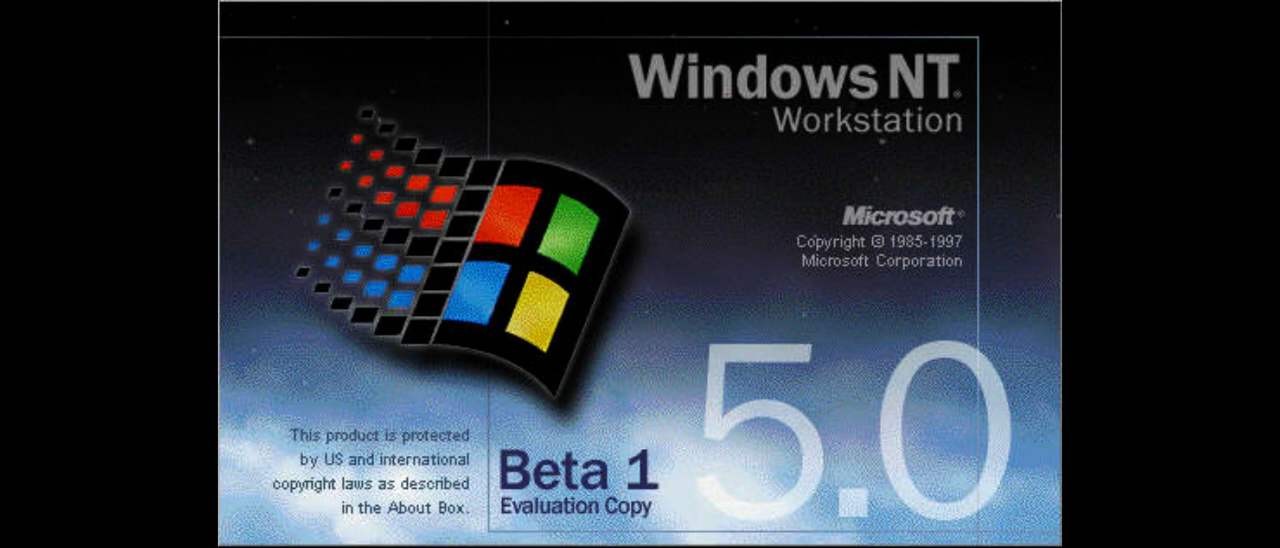 Windows NT®
Workstation
Microsoft®
Copyright © 1985-1997
Microsoft Corporation
5.0
This product is protected
by US and international
copyright laws as described
in the About Box.
Beta 1
Evaluation Copy